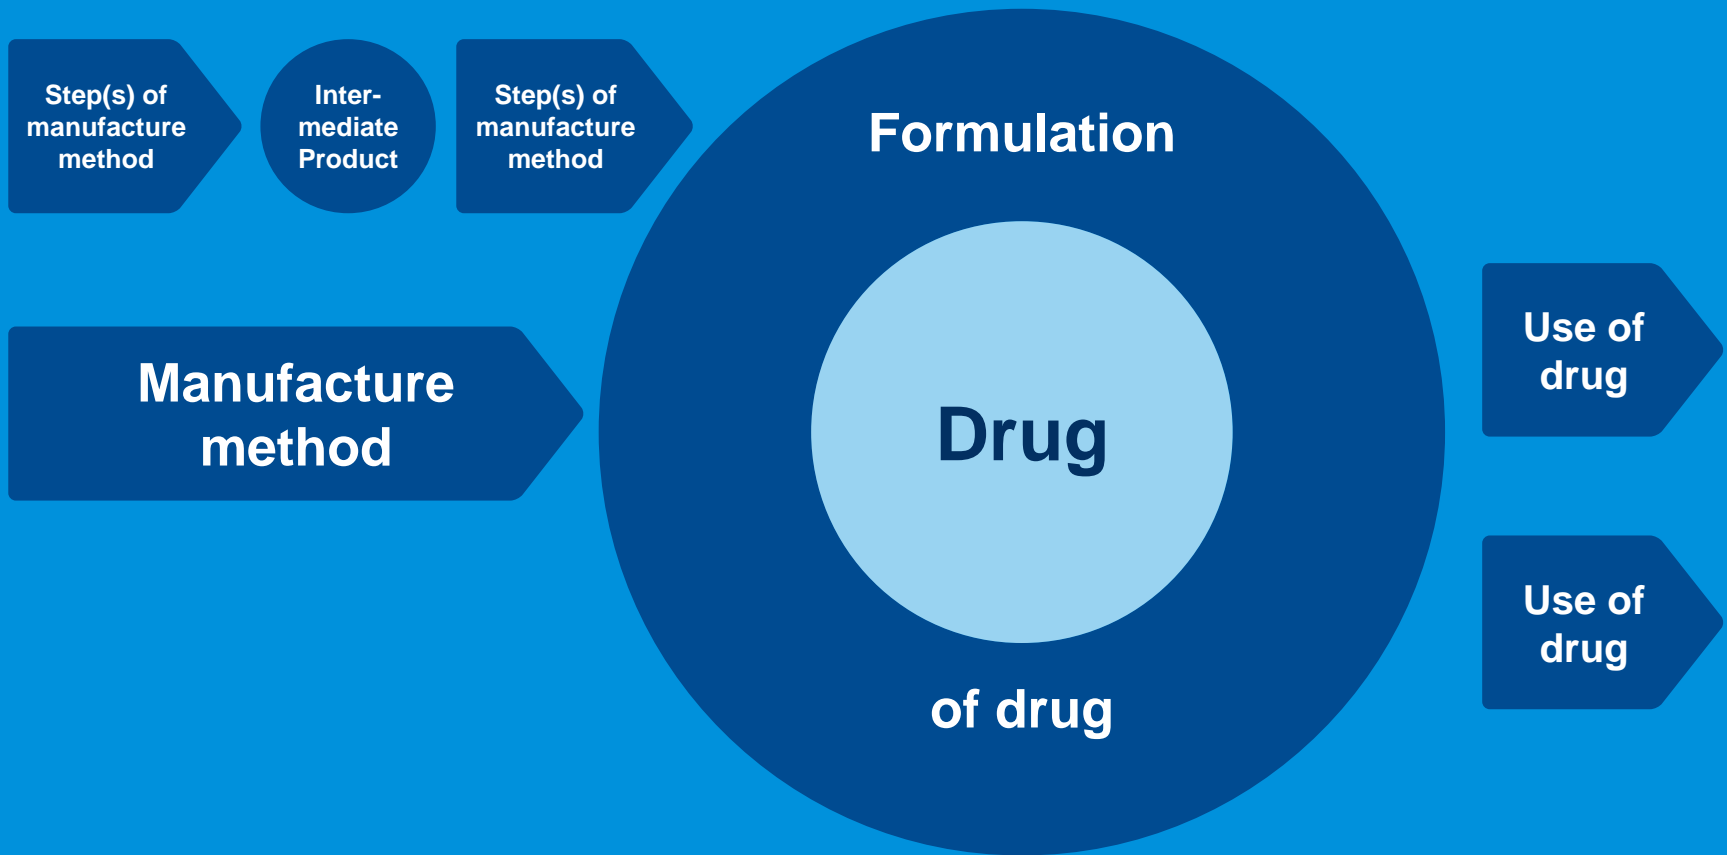 Step(s) of
manufacture
method
Inter-
mediate
Product
Step(s) of
manufacture
method
Formulation
of drug
Drug
Manufacture
method
Use of
drug
Use of
drug